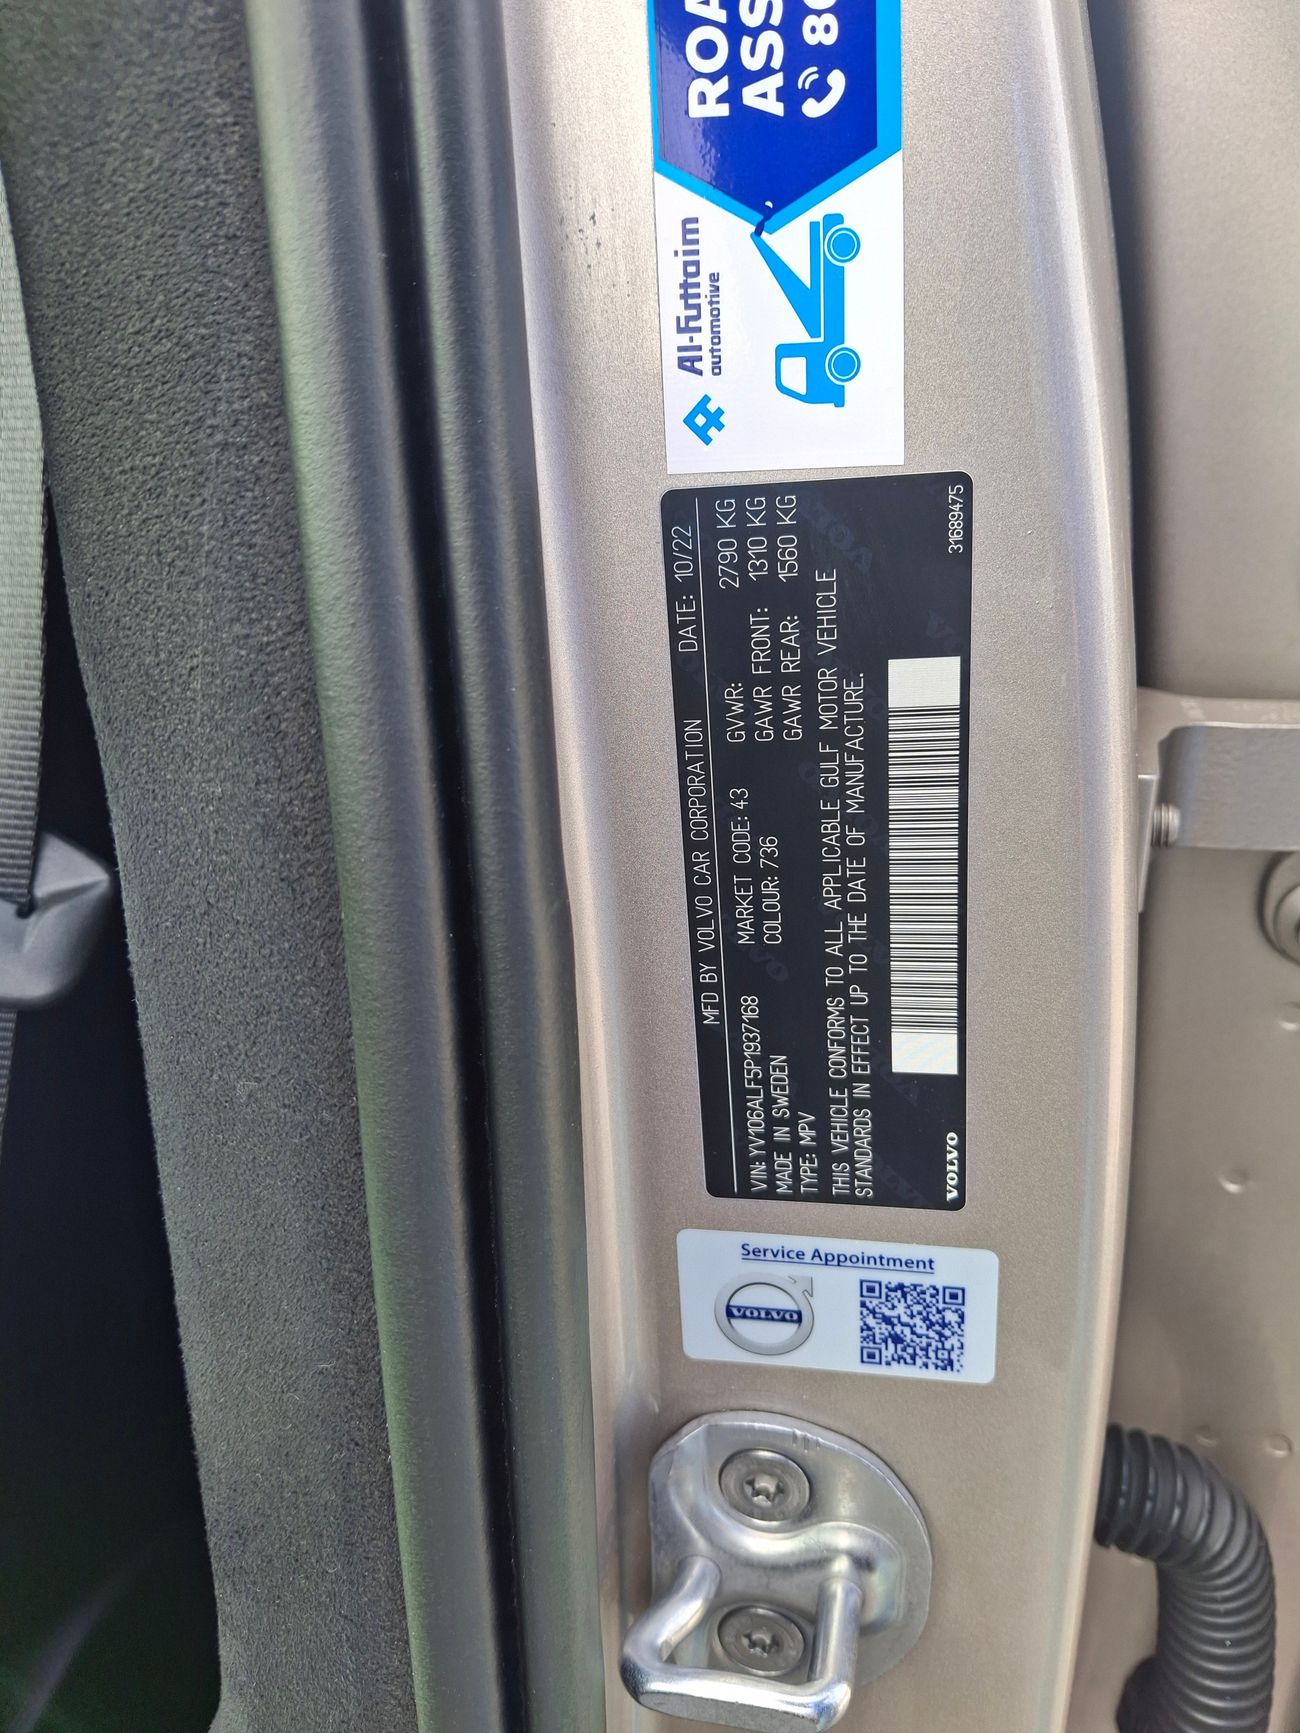 ROA
ASS
80
Al-Futtaim
automotive
MFD BY VOLVO CAR CORPORATION DATE: 10/22
VIN: YV106ALF5P1937168 MARKET CODE: 43 GVWR: 2790 KG
MADE IN SWEDEN COLOUR: 736 GAWR FRONT: 1310 KG
TYPE: MPV GAWR REAR: 1560 KG
THIS VEHICLE CONFORMS TO ALL APPLICABLE GULF MOTOR VEHICLE
STANDARDS IN EFFECT UP TO THE DATE OF MANUFACTURE.
VOLVO 31689475
Service Appointment
VOLVO